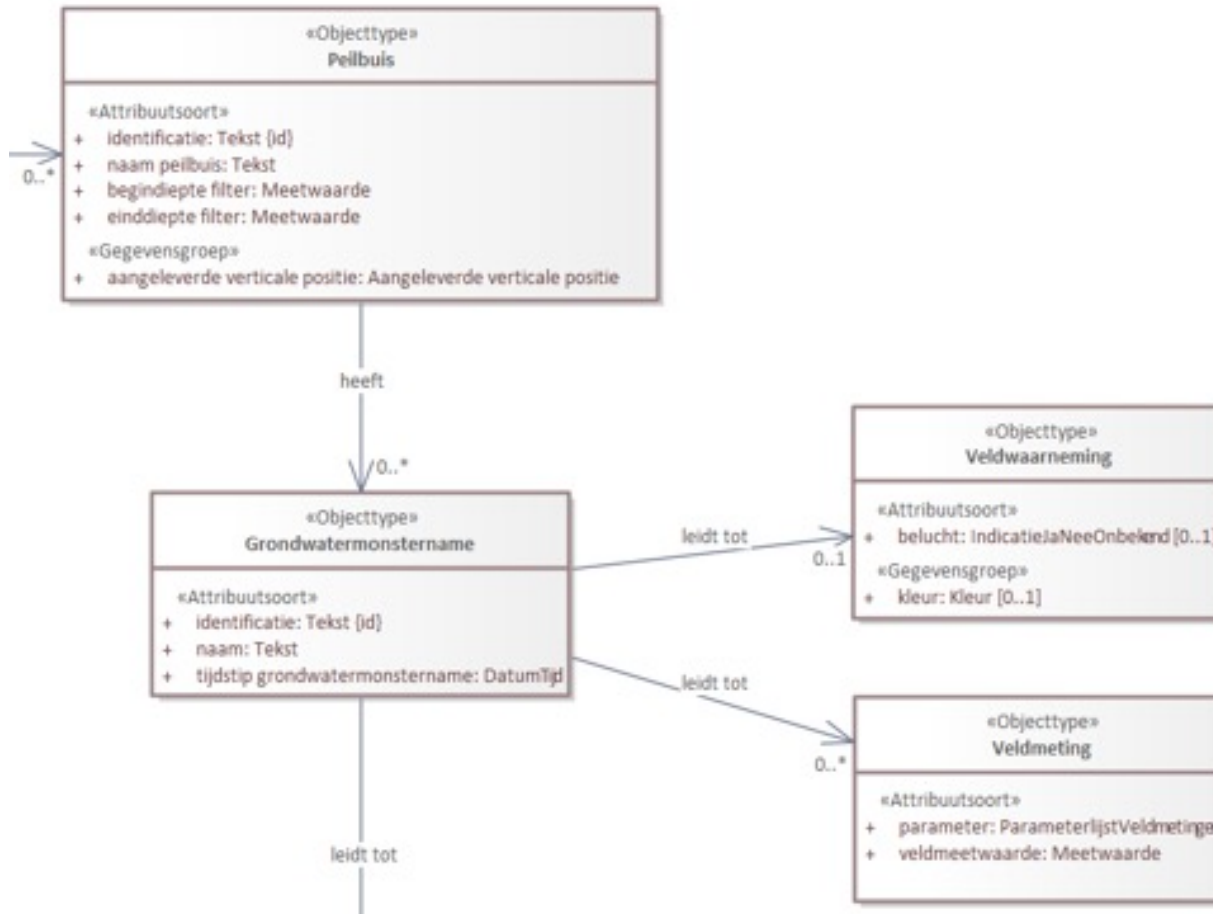 «Objecttype»
Peilbuis
«Attribuutsoort»
+ identificatie: Tekst {id}
+ naam peilbuis: Tekst
+ begindiepte filter: Meetwaarde
+ einddiepte filter: Meetwaarde
«Gegevensgroep»
+ aangeleverde verticale positie: Aangeleverde verticale positie
0..*
heeft
0..*
«Objecttype»
Grondwatermonstername
«Attribuutsoort»
+ identificatie: Tekst {id}
+ naam: Tekst
+ tijdstip grondwatermonstername: DatumTijd
leidt tot
0..1
«Objecttype»
Veldwaarneming
«Attribuutsoort»
+ belucht: IndicatieJaNeeOnbekend [0..1]
«Gegevensgroep»
+ kleur: Kleur [0..1]
leidt tot
0..*
«Objecttype»
Veldmeting
«Attribuutsoort»
+ parameter: ParameterlijstVeldmetinge
+ veldmeetwaarde: Meetwaarde
leidt tot